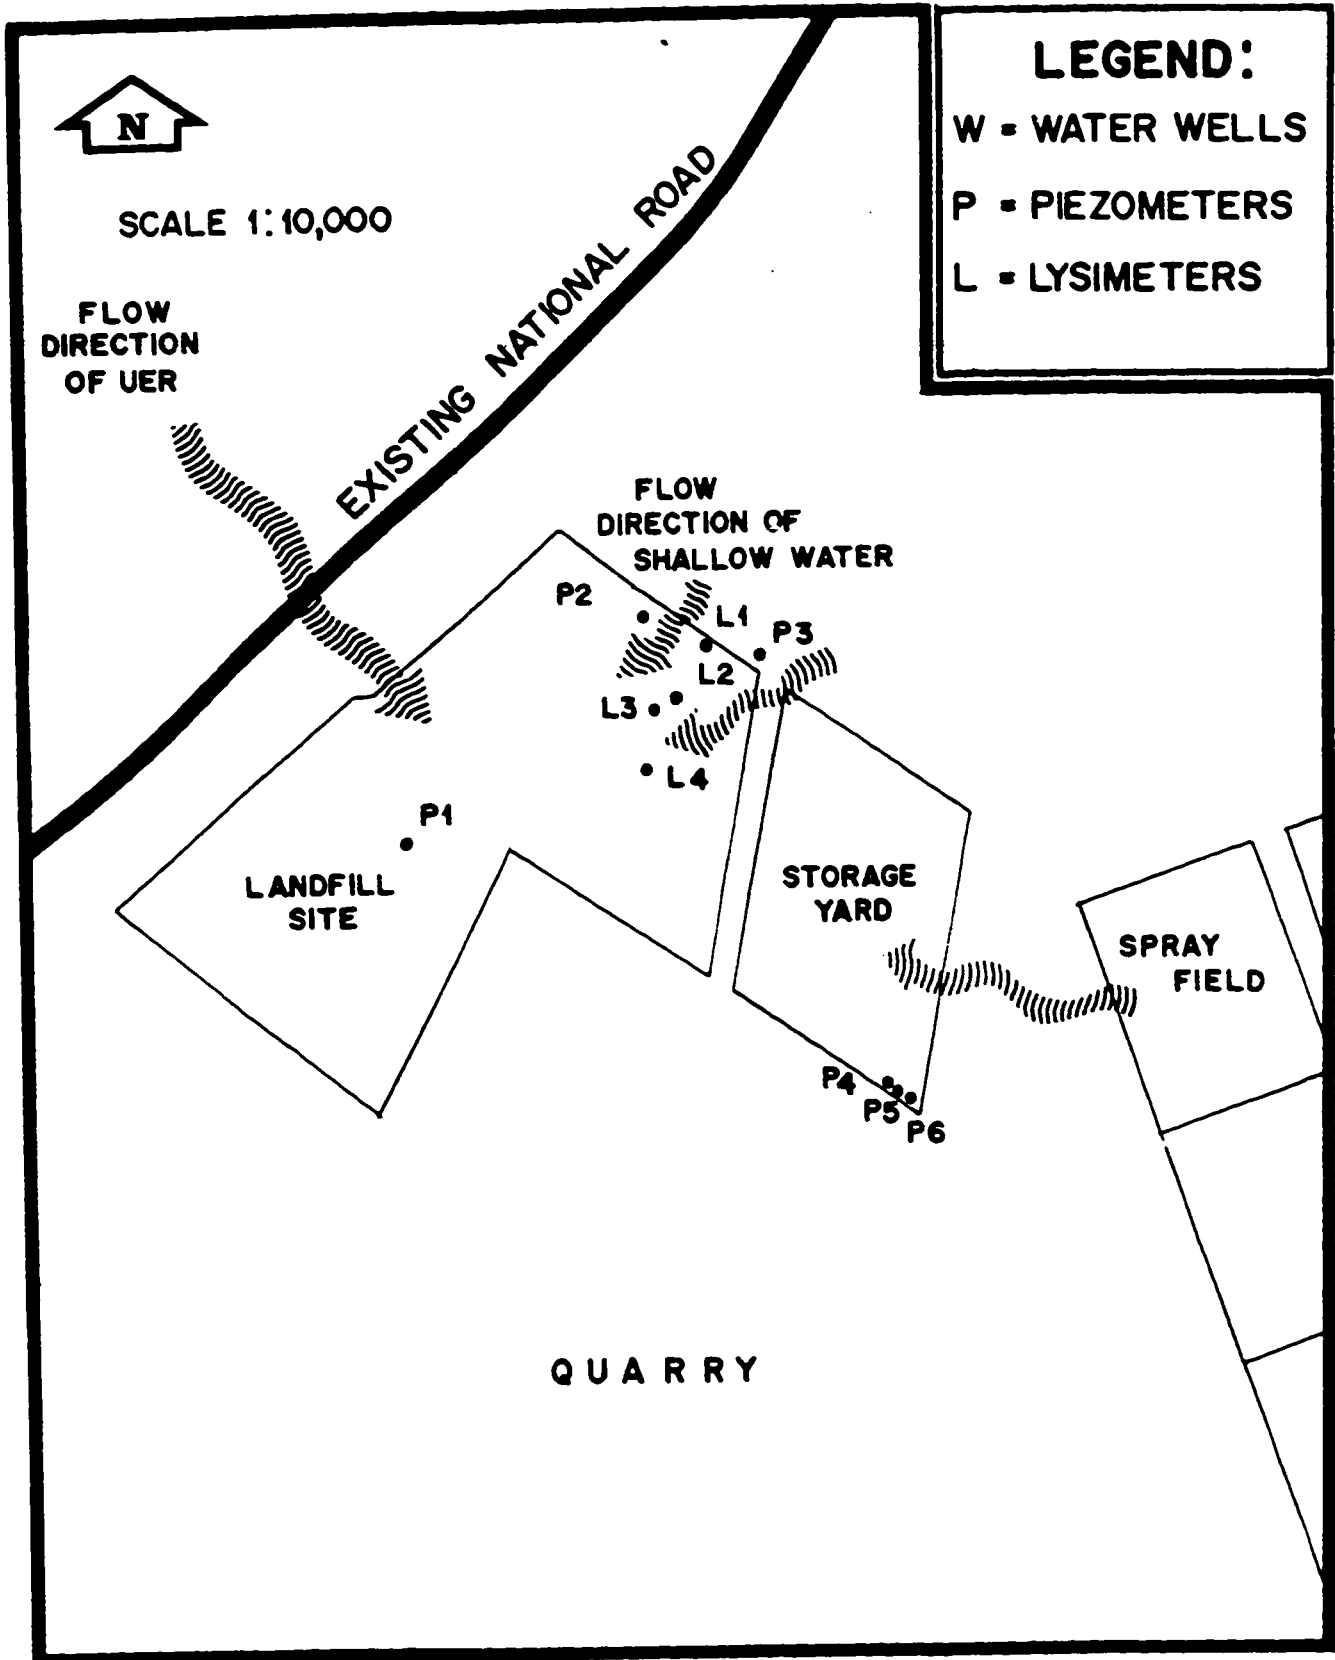 LEGEND:
W = WATER WELLS
P = PIEZOMETERS
L = LYSIMETERS
N
SCALE 1:10,000
FLOW
DIRECTION
OF UER
EXISTING NATIONAL ROAD
FLOW
DIRECTION OF
SHALLOW WATER
P2
L1
P3
L2
L3
L4
P1
LANDFILL
SITE
STORAGE
YARD
SPRAY
FIELD
P4
P5
P6
QUARRY